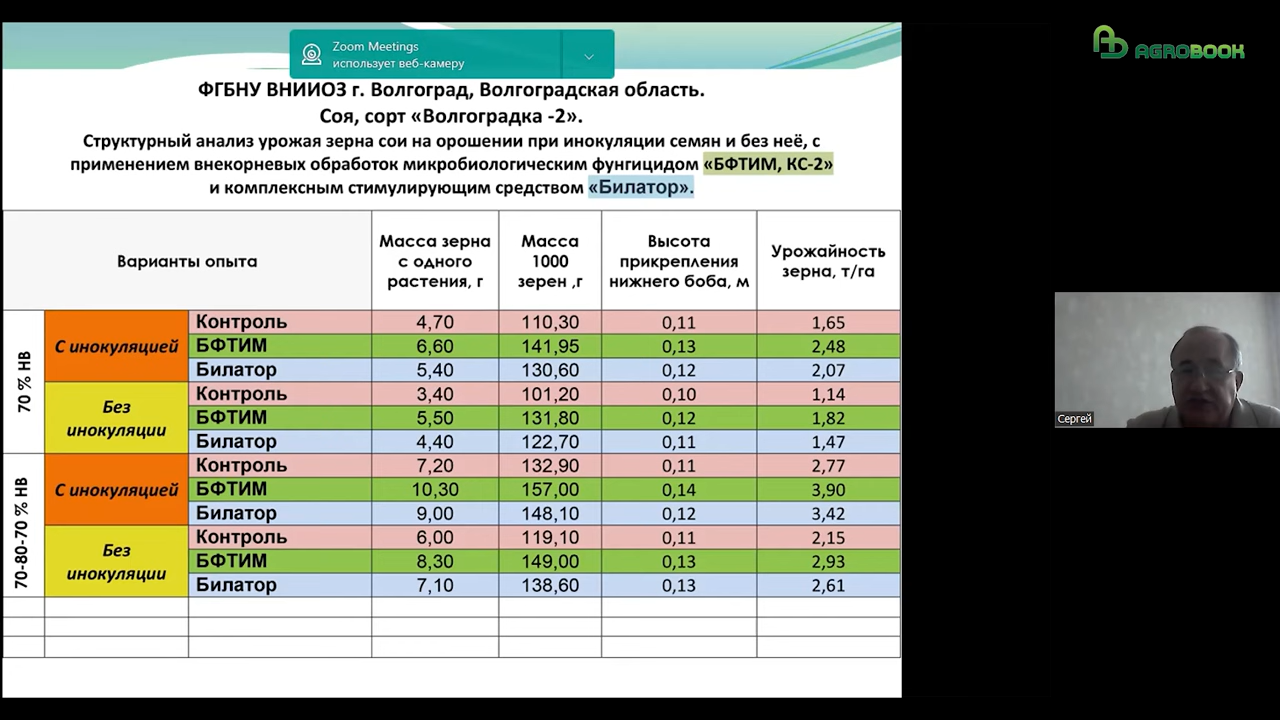 Zoom Meetings
использует веб-камеру
AGROBOOK
ФГБНУ ВНИИОЗ г. Волгоград, Волгоградская область.
Соя, сорт «Волгоградка -2».
Структурный анализ урожая зерна сои на орошении при инокуляции семян и без неё, с
применением внекорневых обработок микробиологическим фунгицидом «БФТИМ, КС-2»
и комплексным стимулирующим средством «Билатор».
Варианты опыта
Масса зерна
с одного
растения, г
Масса
1000
зерен ,г
Высота
прикрепления
нижнего боба, м
Урожайность
зерна, т/га
70 % НВ
С инокуляцией
Контроль 4,70 110,30 0,11 1,65
БФТИМ 6,60 141,95 0,13 2,48
Билатор 5,40 130,60 0,12 2,07
Без
инокуляции
Контроль 3,40 101,20 0,10 1,14
БФТИМ 5,50 131,80 0,12 1,82
Билатор 4,40 122,70 0,11 1,47
70-80-70 % НВ
С инокуляцией
Контроль 7,20 132,90 0,11 2,77
БФТИМ 10,30 157,00 0,14 3,90
Билатор 9,00 148,10 0,12 3,42
Без
инокуляции
Контроль 6,00 119,10 0,11 2,15
БФТИМ 8,30 149,00 0,13 2,93
Билатор 7,10 138,60 0,13 2,61
Сергей